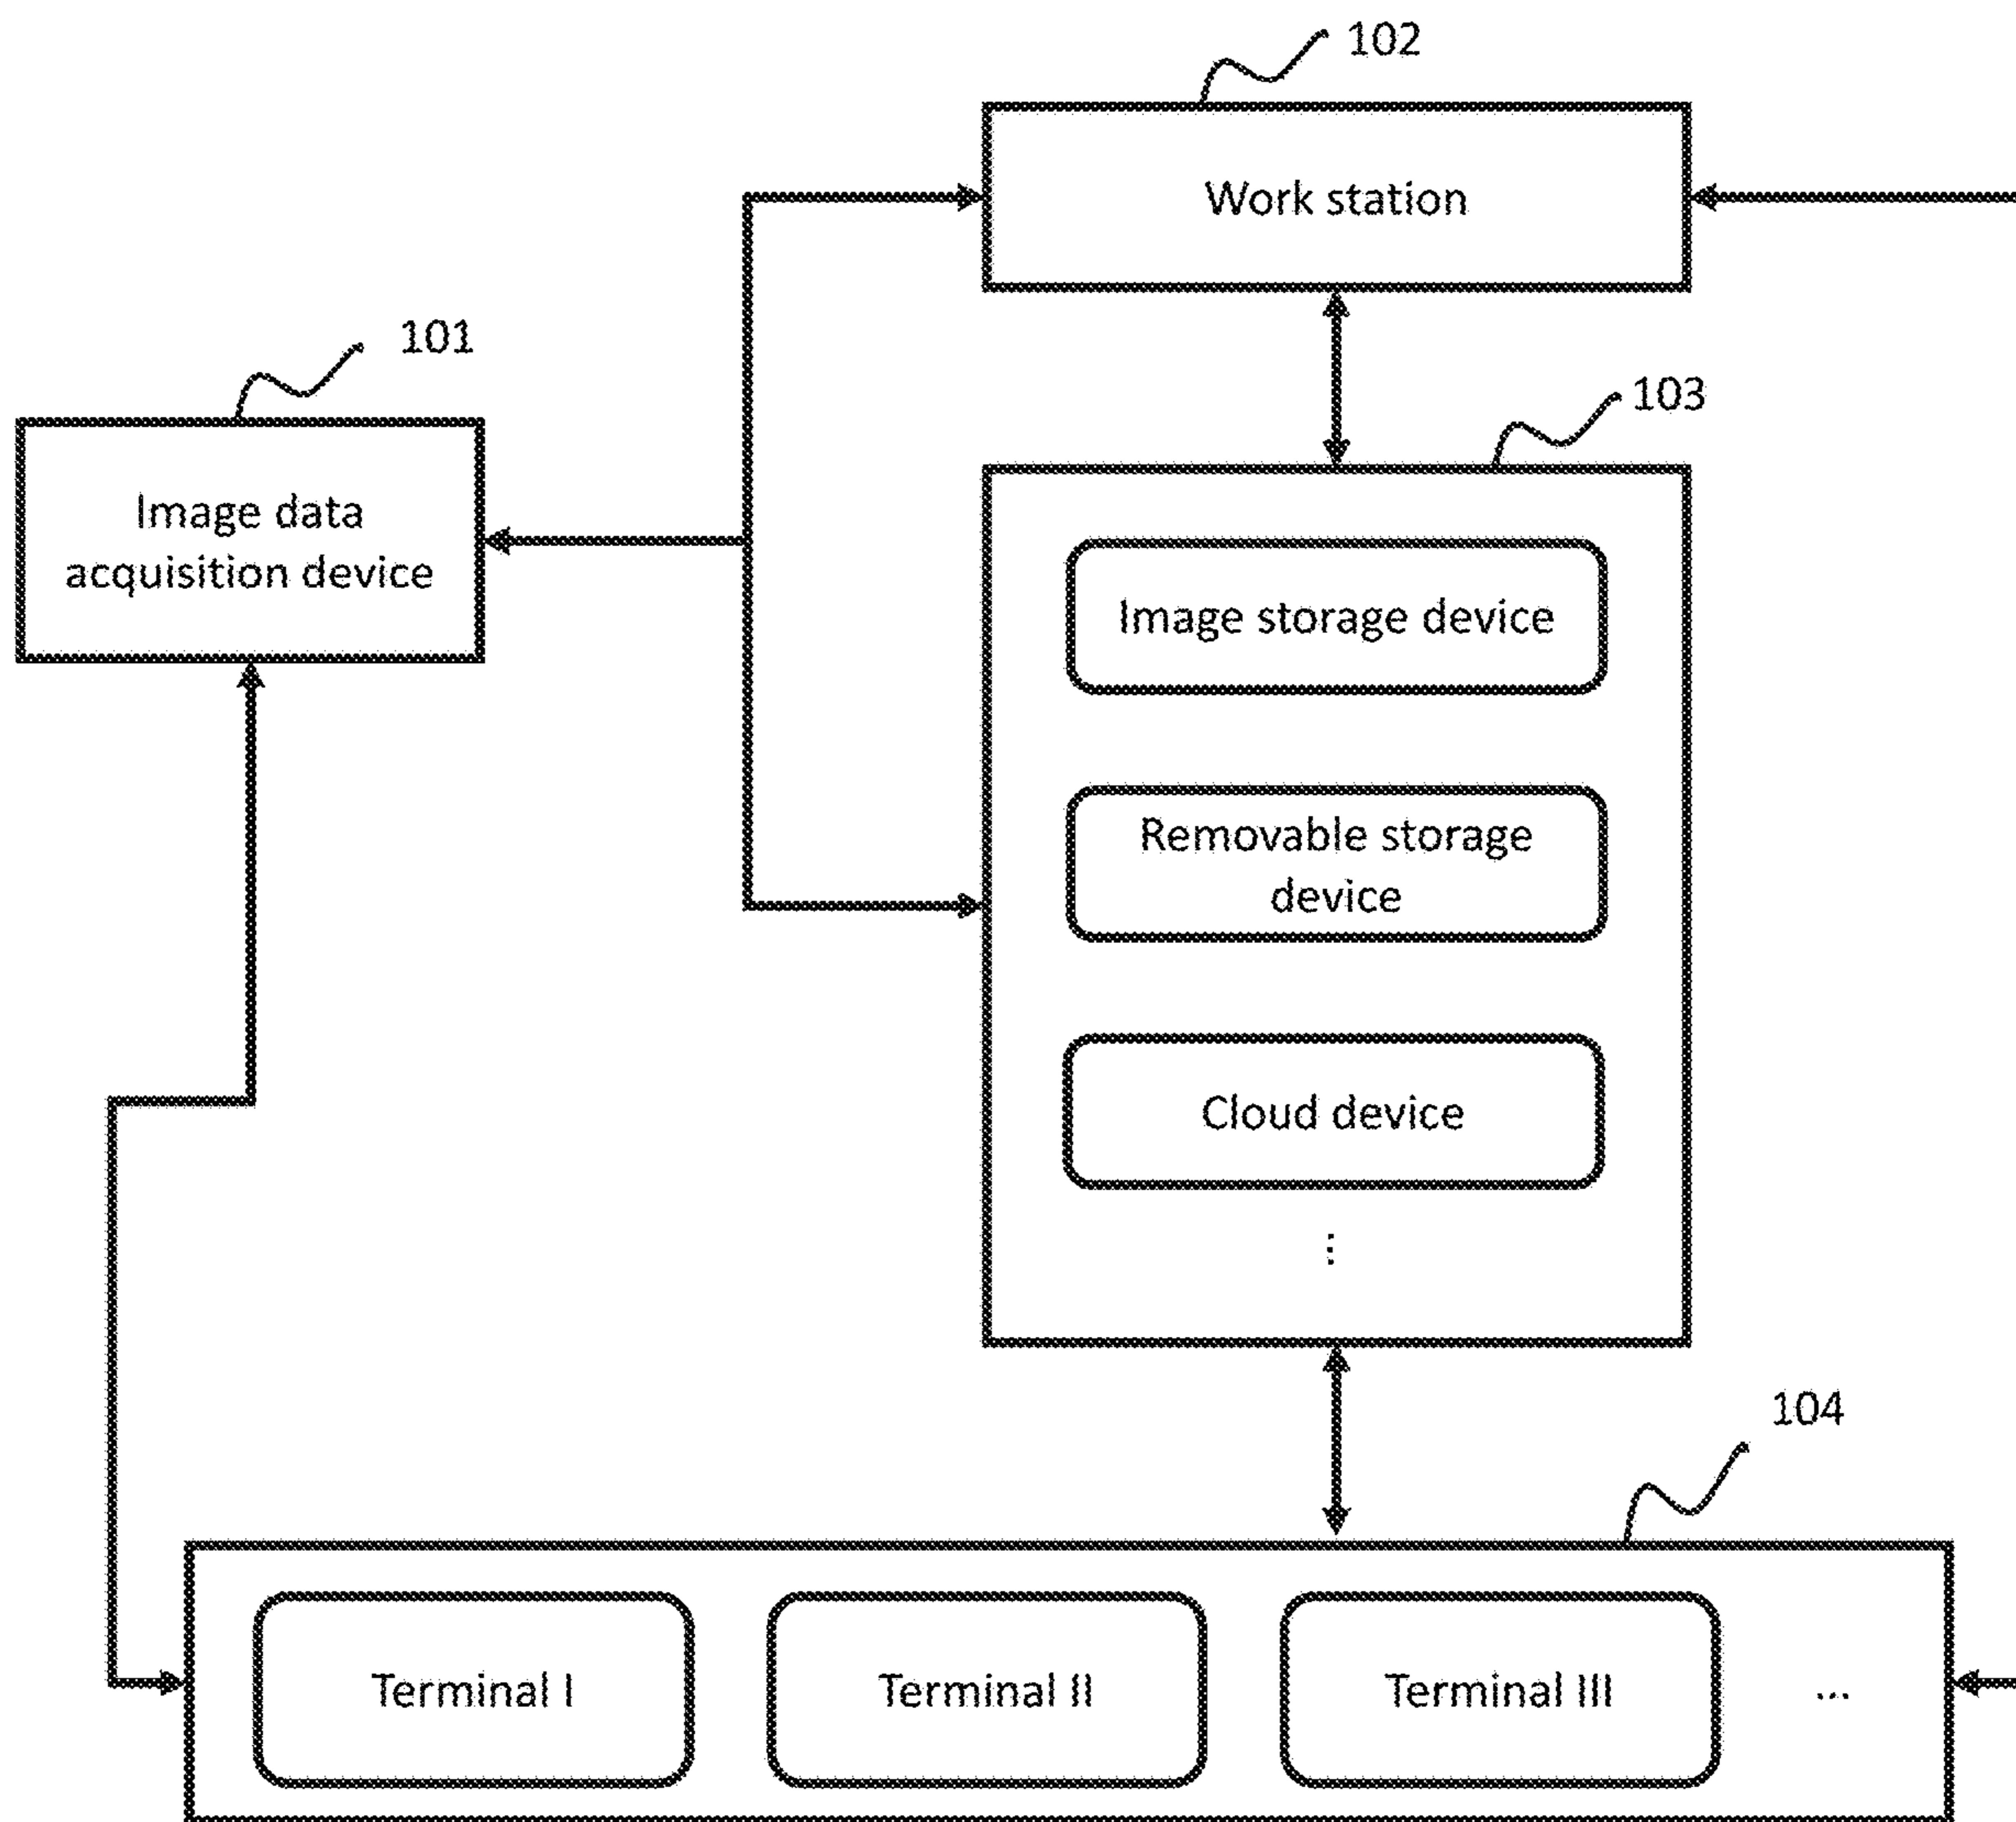 102
Work station
101
103
Image data
acquisition device
Image storage device
Removable storage
device
Cloud device
⋮
104
Terminal I
Terminal II
Terminal III
...